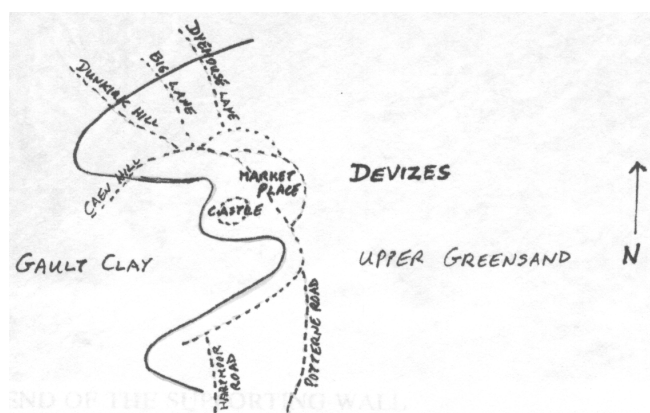 DYEHOUSE LANE
BIG LANE
DUNKIRK HILL
MARKET
PLACE
DEVIZES
CAEN HILL
CASTLE
GAULT CLAY
UPPER GREENSAND
N
POTTERNE ROAD
ROAD
END OF THE SUPPORTING WALL